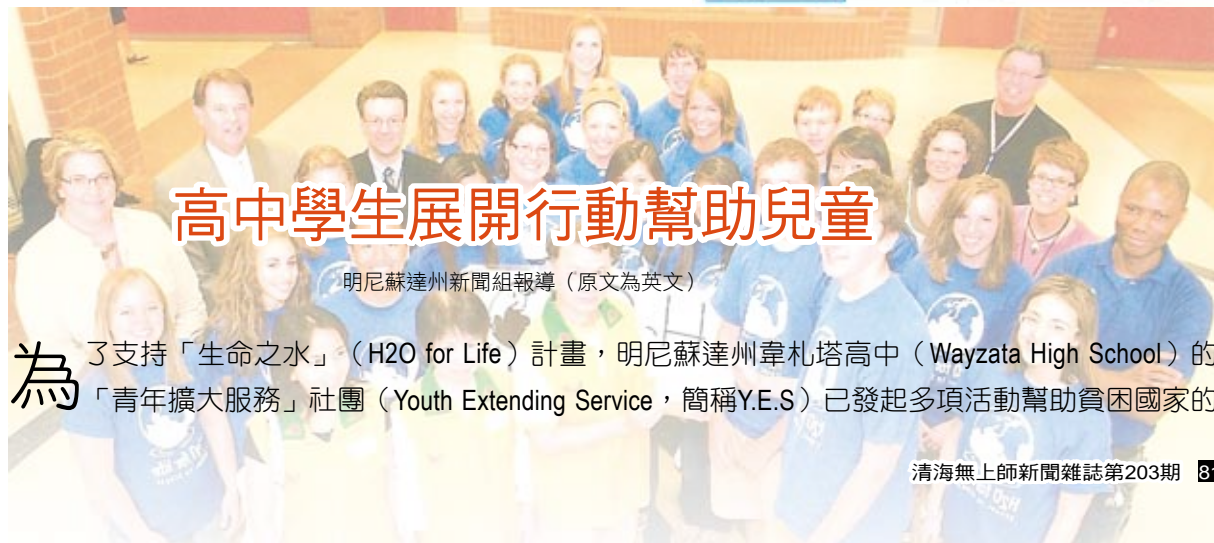 高中學生展開行動幫助兒童
明尼蘇達州新聞組報導（原文為英文）
為了支持「生命之水」（H2O for Life）計畫，明尼蘇達州韋札塔高中（Wayzata High School）的
「青年擴大服務」社團（Youth Extending Service，簡稱Y.E.S）已發起多項活動幫助貧困國家的
清海無上師新聞雜誌第203期 81